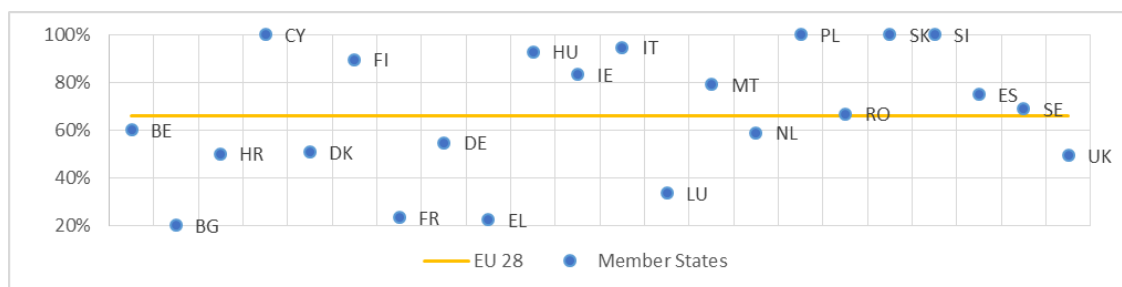 100%
CY
PL
SK
SI
FI
HU
IT
IE
80%
MT
ES
RO
SE
60%
BE
HR
DK
DE
NL
UK
40%
LU
20%
BG
FR
EL
EU 28
Member States